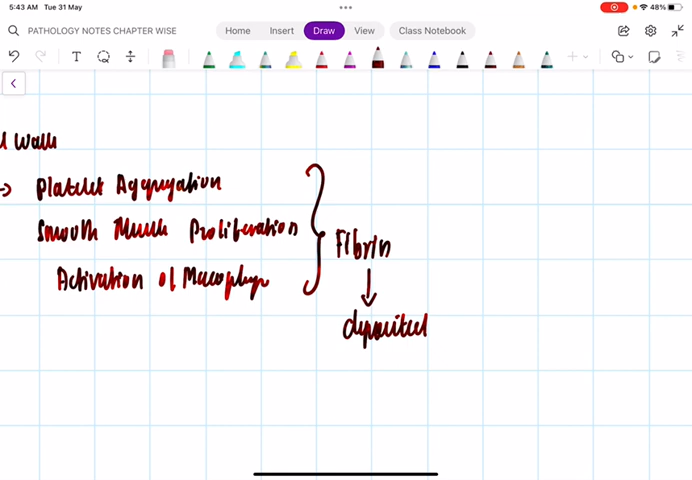 5:43 AM Tue 31 May
48%
PATHOLOGY NOTES CHAPTER WISE
Home Insert Draw View Class Notebook
Wall
→ Platelet Aggregation
Smooth Muscle Proliferation
Activation of Macophage
Fibrin
↓
deposited